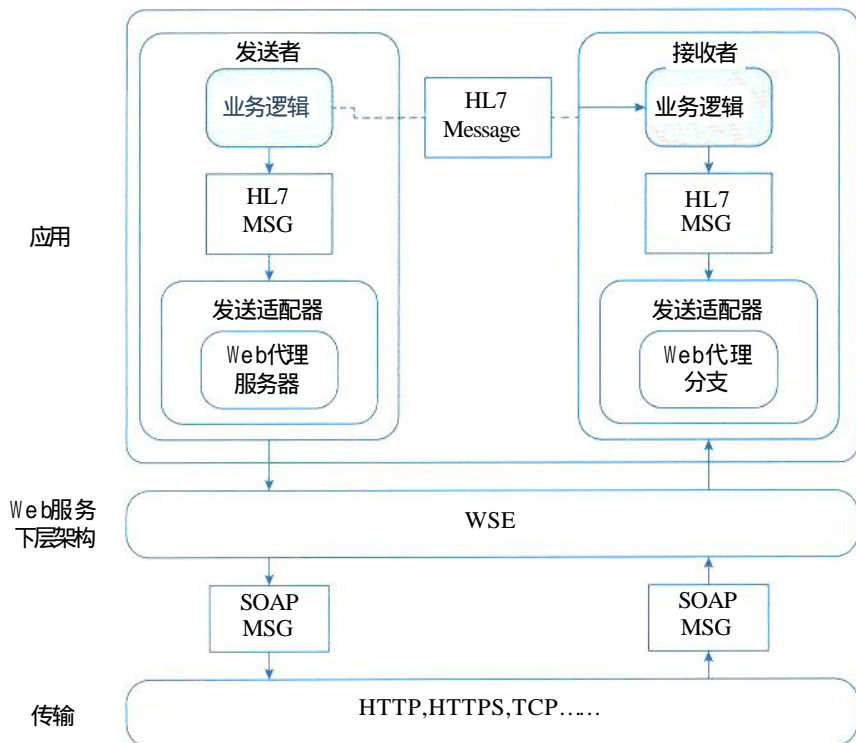 发送者
接收者
业务逻辑
HL7
Message
业务逻辑
HL7
MSG
HL7
MSG
应用
发送适配器
Web代理
服务器
发送适配器
Web代理
分支
Web服务
下层架构
WSE
SOAP
MSG
SOAP
MSG
传输
HTTP,HTTPS,TCP……